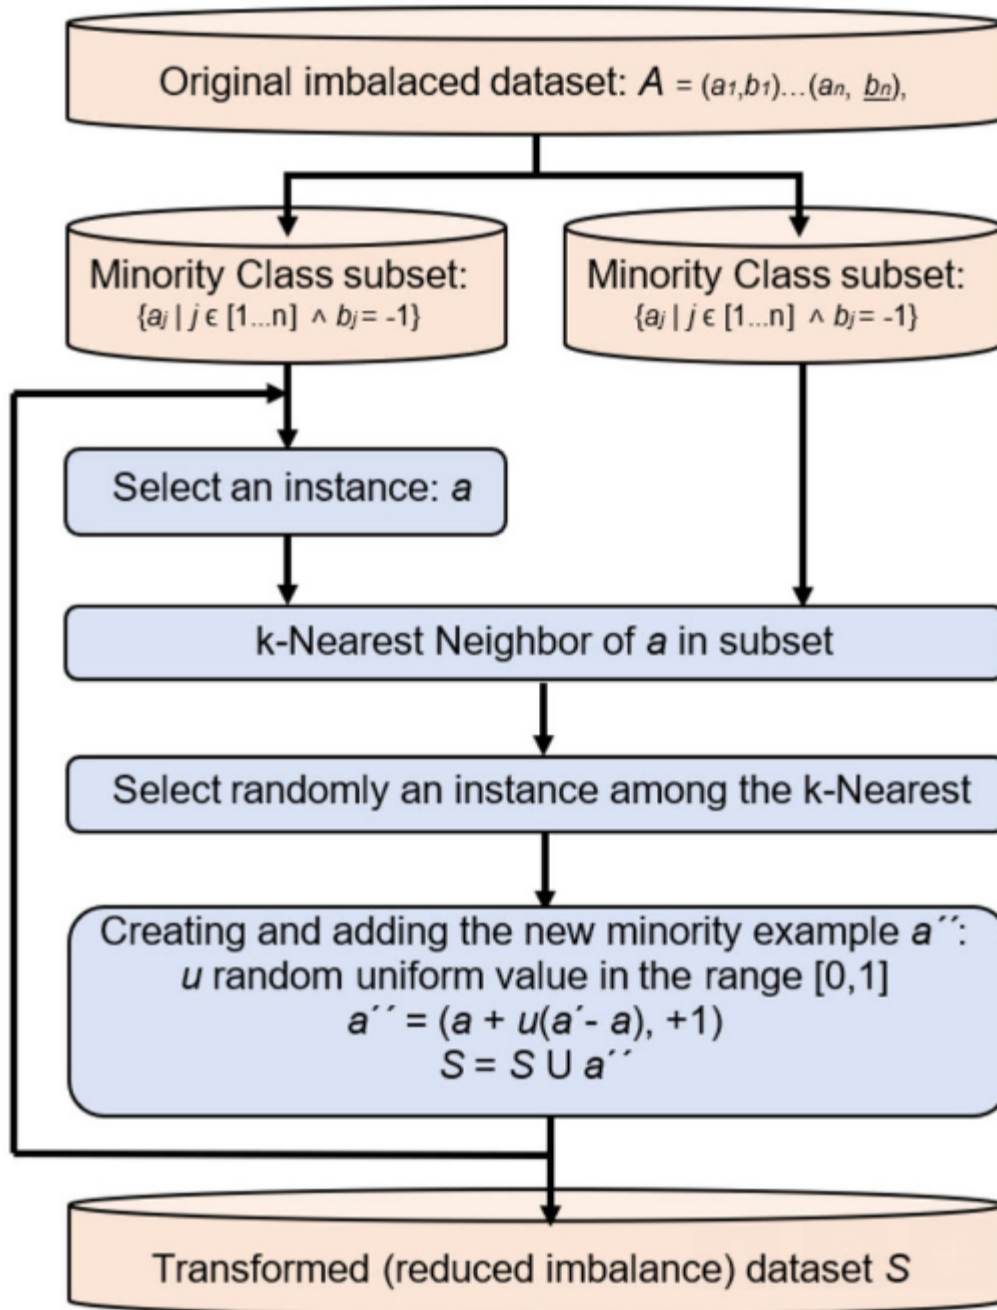 Original imbalaced dataset: A = (a1,b1)...(an, bn),
Minority Class subset:
{aj | j ϵ [1...n] ∧ bj = -1}
Minority Class subset:
{aj | j ϵ [1...n] ∧ bj = -1}
Select an instance: a
k-Nearest Neighbor of a in subset
Select randomly an instance among the k-Nearest
Creating and adding the new minority example a´´:
u random uniform value in the range [0,1]
a´´ = (a + u(a´- a), +1)
S = S U a´´
Transformed (reduced imbalance) dataset S